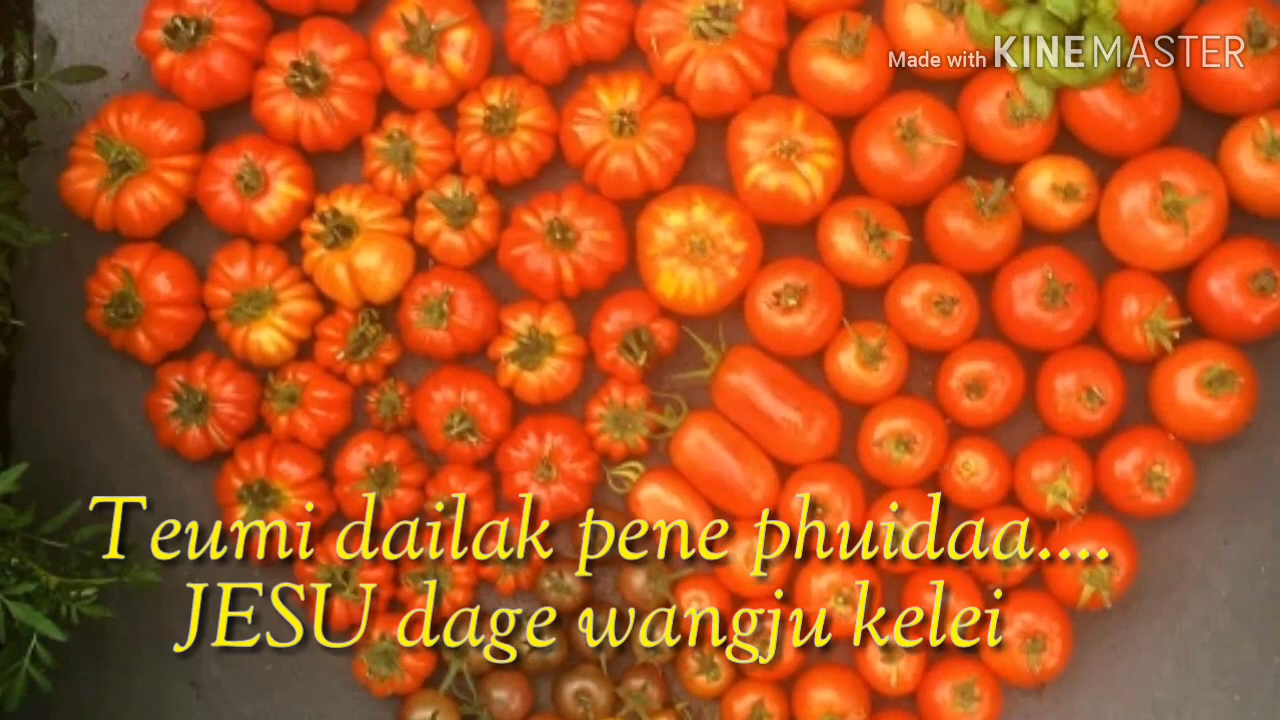 Made with KINEMASTER
Teumi dailak pene phuidaa....
JESU dage wangju kelei